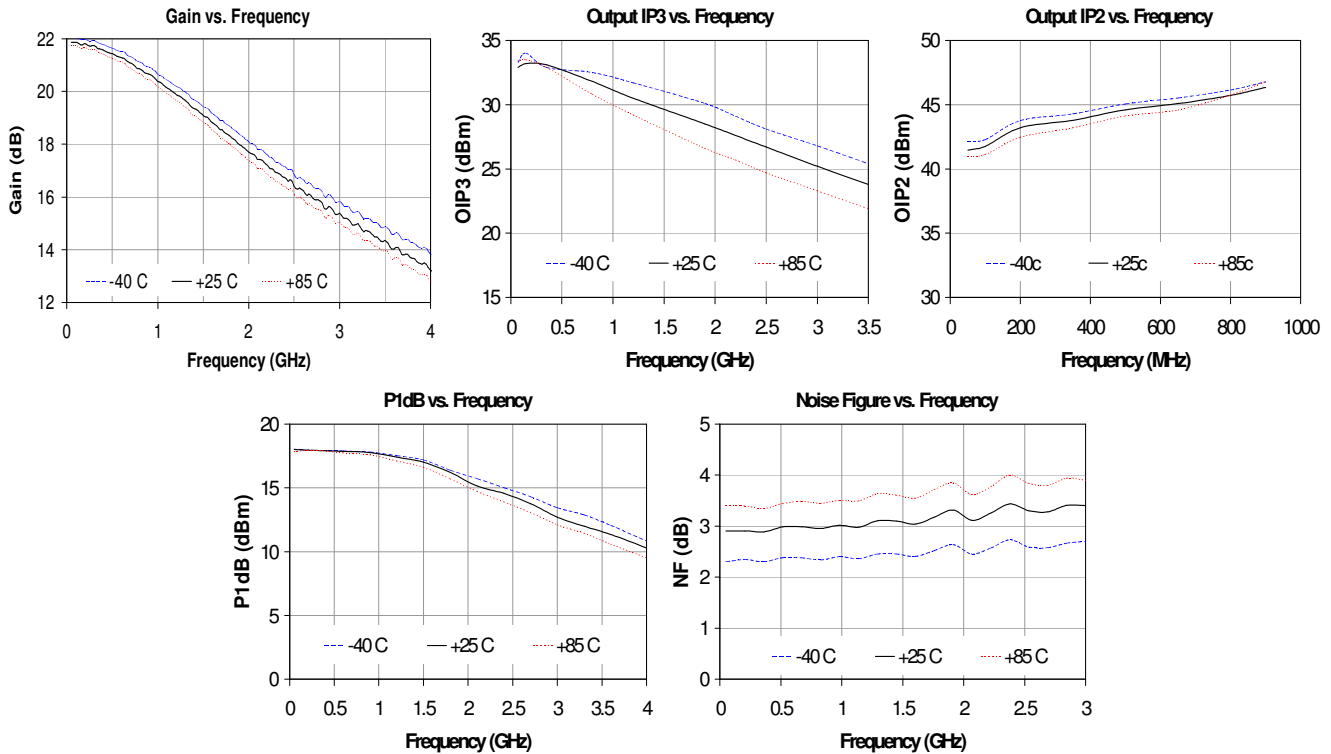 Gain vs. Frequency
22
20
18
16
14
12
Gain (dB)
-40 C +25 C +85 C
0 1 2 3 4
Frequency (GHz)
Output IP3 vs. Frequency
35
30
25
20
15
OIP3 (dBm)
-40 C +25 C +85 C
0 0.5 1 1.5 2 2.5 3 3.5
Frequency (GHz)
Output IP2 vs. Frequency
50
45
40
35
30
OIP2 (dBm)
-40c +25c +85c
0 200 400 600 800 1000
Frequency (MHz)
P1dB vs. Frequency
20
15
10
5
0
P1dB (dBm)
-40 C +25 C +85 C
0 0.5 1 1.5 2 2.5 3 3.5 4
Frequency (GHz)
Noise Figure vs. Frequency
5
4
3
2
1
0
NF (dB)
-40 C +25 C +85 C
0 0.5 1 1.5 2 2.5 3
Frequency (GHz)